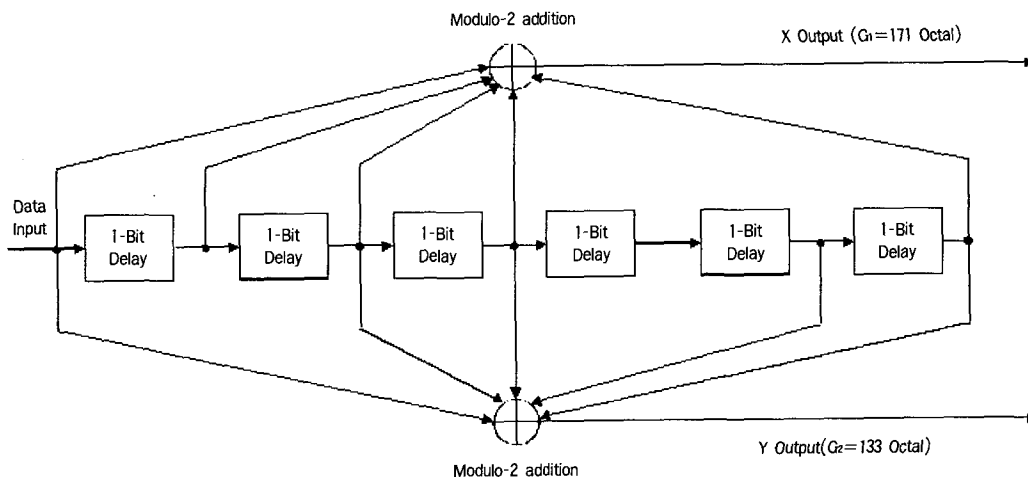 Modulo-2 addition
X Output (G1=171 Octal)
Data
Input
1-Bit
Delay
1-Bit
Delay
1-Bit
Delay
1-Bit
Delay
1-Bit
Delay
1-Bit
Delay
Y Output(G2=133 Octal)
Modulo-2 addition